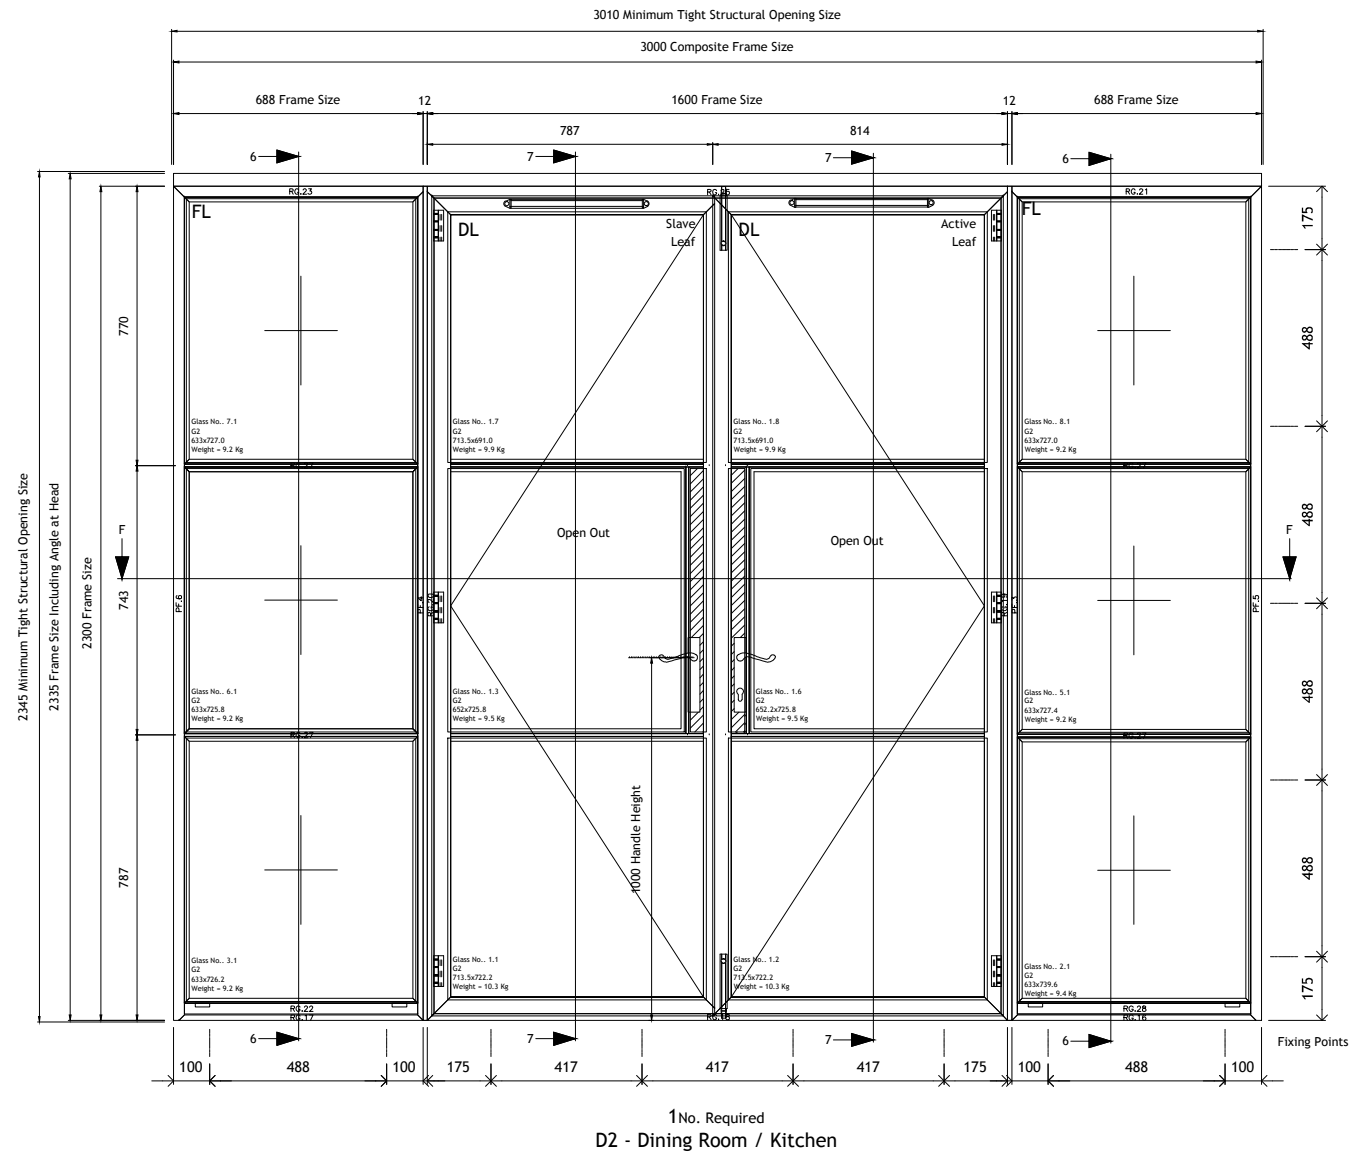 3010 Minimum Tight Structural Opening Size
3000 Composite Frame Size
688 Frame Size
12
1600 Frame Size
12
688 Frame Size
787
814
6
7
7
6
RG.23
RG.21
FL
DL
Slave
Leaf
DL
Active
Leaf
FL
175
488
488
488
488
175
770
743
787
2345 Minimum Tight Structural Opening Size
2335 Frame Size Including Angle at Head
2300 Frame Size
Glass No.. 7.1
G2
633x727.0
Weight = 9.2 Kg
Glass No.. 1.7
G2
713.5x691.0
Weight = 9.9 Kg
Glass No.. 1.8
G2
713.5x691.0
Weight = 9.9 Kg
Glass No.. 8.1
G2
633x727.0
Weight = 9.2 Kg
F
Open Out
Open Out
F
PF.6
PF.5
Glass No.. 6.1
G2
633x725.8
Weight = 9.2 Kg
Glass No.. 1.3
G2
652x725.8
Weight = 9.5 Kg
Glass No.. 1.6
G2
652.2x725.8
Weight = 9.5 Kg
Glass No.. 5.1
G2
633x727.4
Weight = 9.2 Kg
RG.27
1000 Handle Height
Glass No.. 3.1
G2
633x726.2
Weight = 9.2 Kg
Glass No.. 1.1
G2
713.5x722.2
Weight = 10.3 Kg
Glass No.. 1.2
G2
713.5x722.2
Weight = 10.3 Kg
Glass No.. 2.1
G2
633x739.6
Weight = 9.4 Kg
RG.22
RG.17
RG.28
RG.16
6
7
7
6
Fixing Points
100
488
100
175
417
417
417
175
100
488
100
1No. Required
D2 - Dining Room / Kitchen